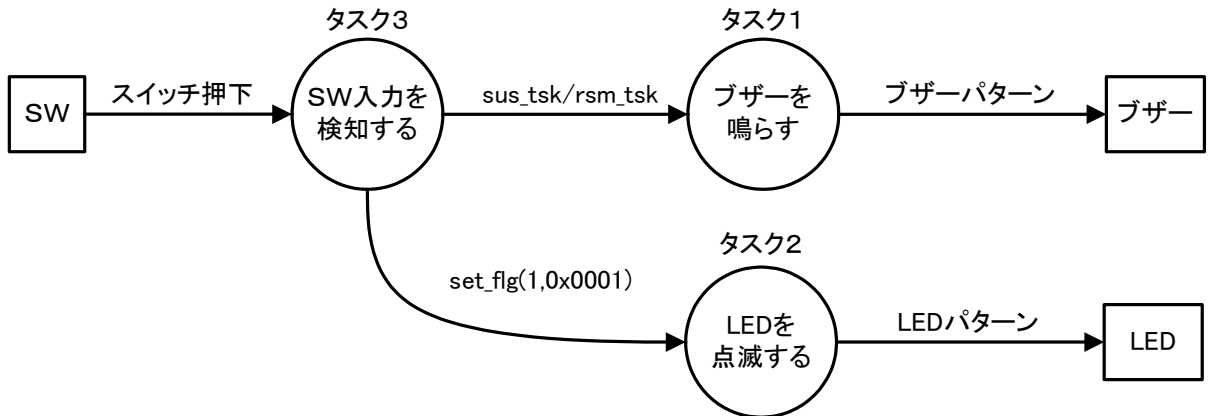 タスク3
タスク1
SW
スイッチ押下
SW入力を
検知する
sus_tsk/rsm_tsk
ブザーを
鳴らす
ブザーパターン
ブザー
タスク2
set_flg(1,0x0001)
LEDを
点滅する
LEDパターン
LED